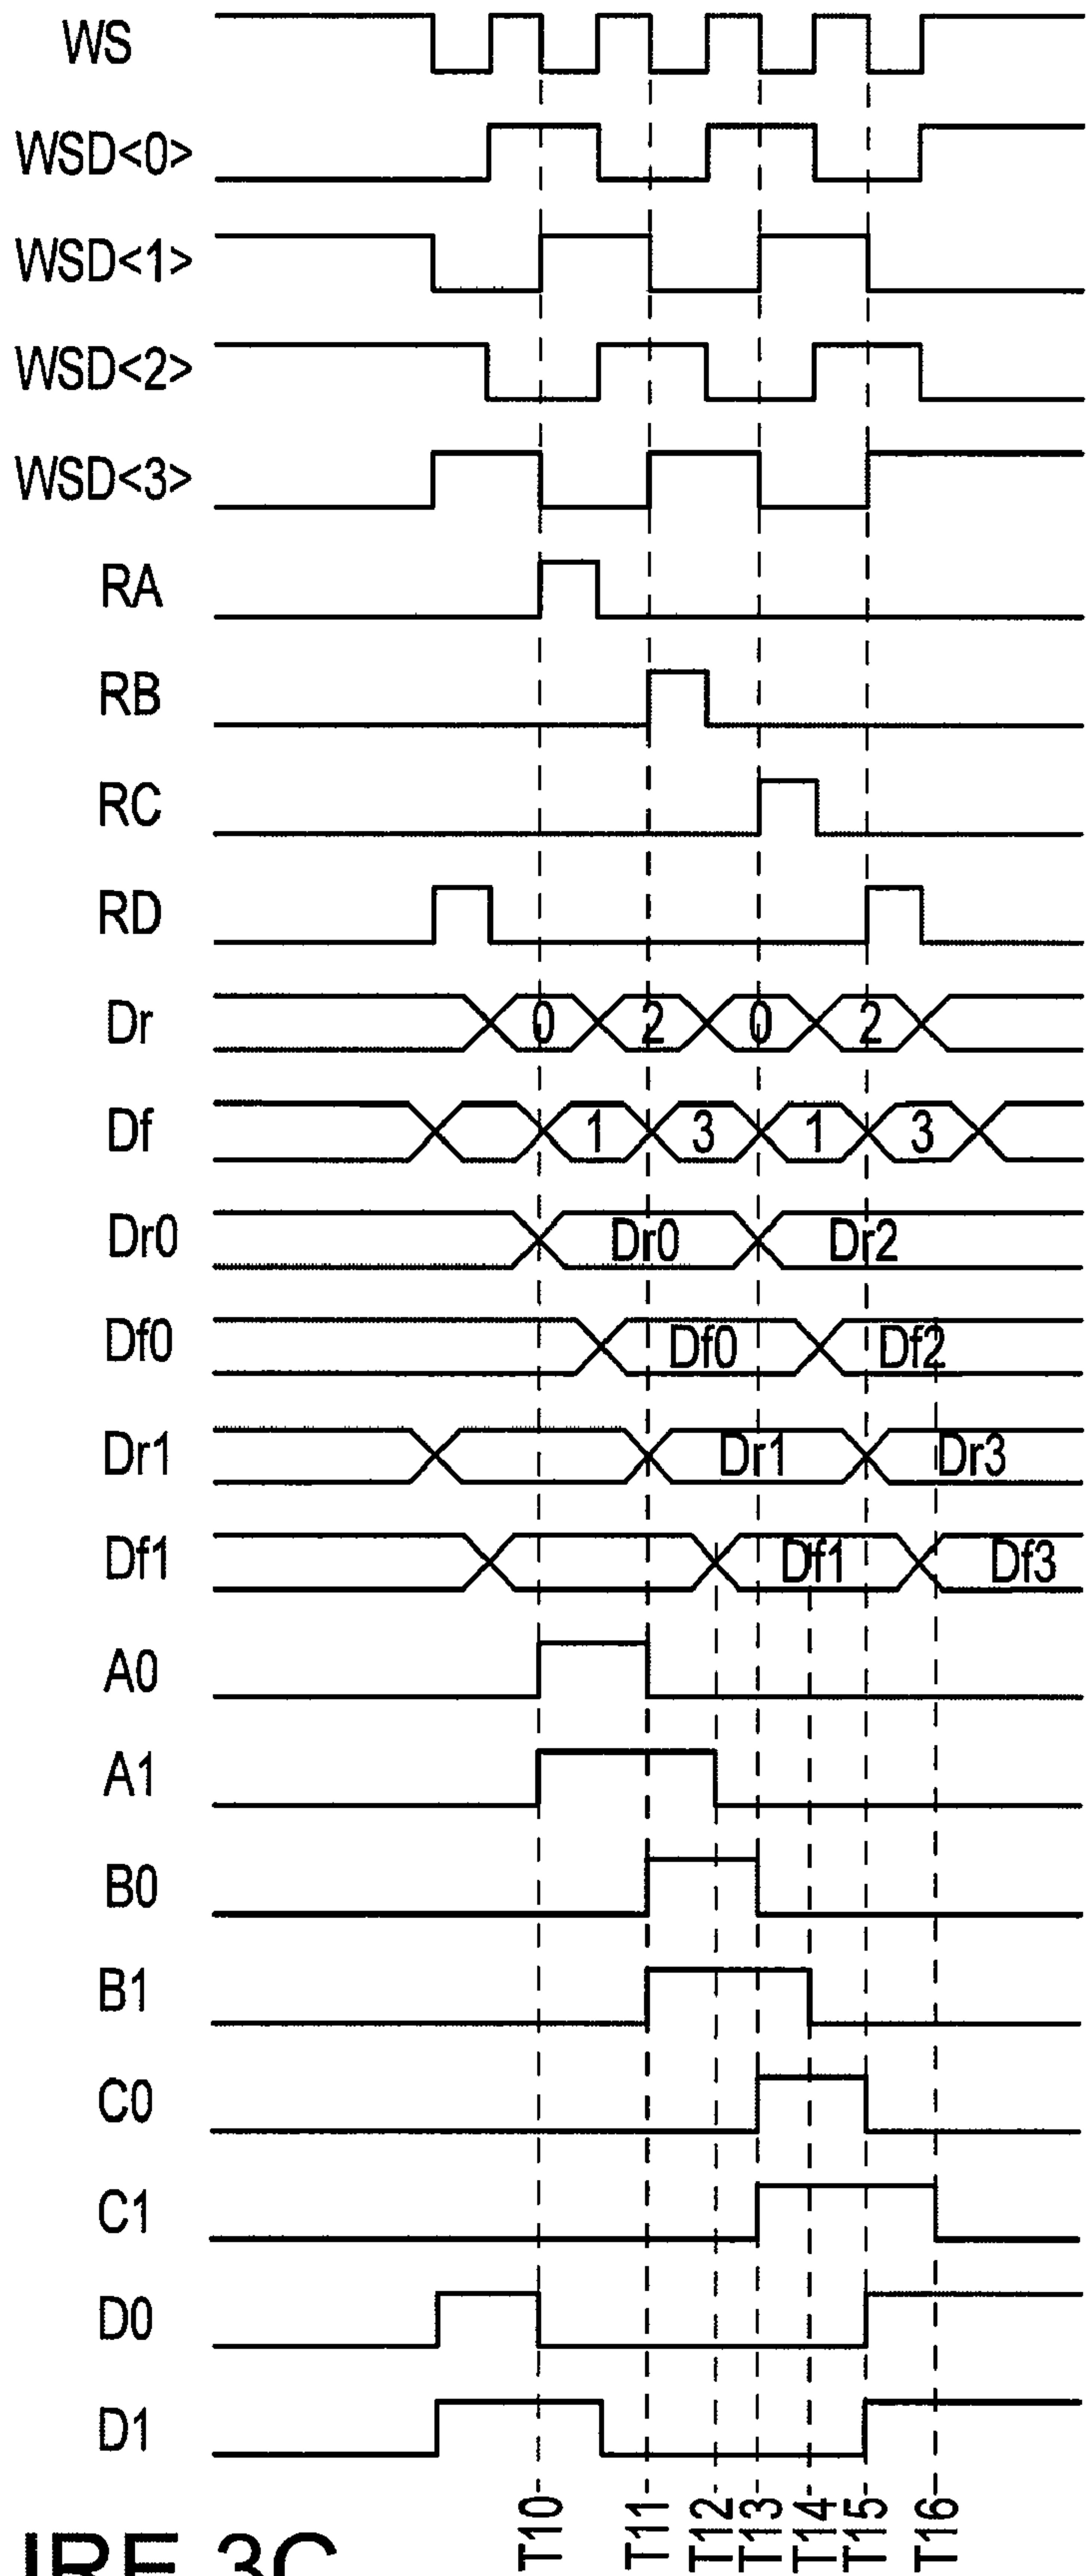 WS
WSD<0>
WSD<1>
WSD<2>
WSD<3>
RA
RB
RC
RD
Dr 0 2 0 2
Df 1 3 1 3
Dr0 Dr0 Dr2
Df0 Df0 Df2
Dr1 Dr1 Dr3
Df1 Df1 Df3
A0
A1
B0
B1
C0
C1
D0
D1
T10 T11 T12 T13 T14 T15 T16